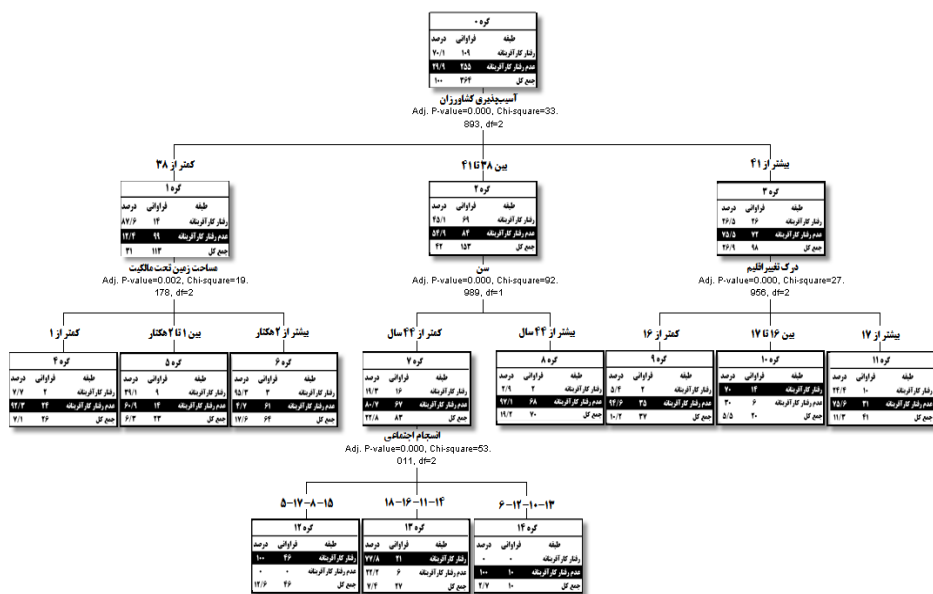 گره ۰
طبقه فراوانی درصد
رفتار کارآفرینانه ۱۰۹ ۷۰/۱
عدم رفتار کارآفرینانه ۲۵۵ ۲۹/۹
جمع کل ۳۶۴ ۱۰۰
آسیب‌پذیری کشاورزان
Adj. P-value=0.000, Chi-square=33.
893, df=2
بیشتر از ۴۱
بین ۳۸ تا ۴۱
کمتر از ۳۸
گره ۳
طبقه فراوانی درصد
رفتار کارآفرینانه ۲۶ ۲۶/۵
عدم رفتار کارآفرینانه ۷۲ ۷۵/۵
جمع کل ۹۸ ۲۶/۹
درک تغییر اقلیم
Adj. P-value=0.000, Chi-square=27.
956, df=2
گره ۲
طبقه فراوانی درصد
رفتار کارآفرینانه ۶۹ ۴۵/۱
عدم رفتار کارآفرینانه ۸۴ ۵۴/۹
جمع کل ۱۵۳ ۴۲
سن
Adj. P-value=0.000, Chi-square=92.
989, df=1
گره ۱
طبقه فراوانی درصد
رفتار کارآفرینانه ۱۴ ۸۷/۶
عدم رفتار کارآفرینانه ۹۹ ۱۲/۴
جمع کل ۱۱۳ ۳۱
مساحت زمین تحت مالکیت
Adj. P-value=0.002, Chi-square=19.
178, df=2
بیشتر از ۱۷
بین ۱۶ تا ۱۷
کمتر از ۱۶
بیشتر از ۴۴ سال
کمتر از ۴۴ سال
بیشتر از ۲ هکتار
بین ۱ تا ۲ هکتار
کمتر از ۱
گره ۱۱
طبقه فراوانی درصد
رفتار کارآفرینانه ۱۰ ۲۴/۴
عدم رفتار کارآفرینانه ۳۱ ۷۵/۶
جمع کل ۴۱ ۱۱/۳
گره ۱۰
طبقه فراوانی درصد
رفتار کارآفرینانه ۱۴ ۷۰
عدم رفتار کارآفرینانه ۶ ۳۰
جمع کل ۲۰ ۵/۵
گره ۹
طبقه فراوانی درصد
رفتار کارآفرینانه ۲ ۵/۴
عدم رفتار کارآفرینانه ۳۵ ۹۴/۶
جمع کل ۳۷ ۱۰/۲
گره ۸
طبقه فراوانی درصد
رفتار کارآفرینانه ۲ ۲/۹
عدم رفتار کارآفرینانه ۶۸ ۹۷/۱
جمع کل ۷۰ ۱۹/۲
گره ۷
طبقه فراوانی درصد
رفتار کارآفرینانه ۱۶ ۱۹/۳
عدم رفتار کارآفرینانه ۶۷ ۸۰/۷
جمع کل ۸۳ ۲۲/۸
گره ۶
طبقه فراوانی درصد
رفتار کارآفرینانه ۳ ۹۵/۳
عدم رفتار کارآفرینانه ۶۱ ۴/۷
جمع کل ۶۴ ۱۷/۶
گره ۵
طبقه فراوانی درصد
رفتار کارآفرینانه ۹ ۳۹/۱
عدم رفتار کارآفرینانه ۱۴ ۶۰/۹
جمع کل ۲۳ ۶/۳
گره ۴
طبقه فراوانی درصد
رفتار کارآفرینانه ۲ ۷/۷
عدم رفتار کارآفرینانه ۲۴ ۹۲/۳
جمع کل ۲۶ ۷/۱
انسجام اجتماعی
Adj. P-value=0.000, Chi-square=53.
011, df=2
۶-۱۲-۱۰-۱۳
۱۸-۱۶-۱۱-۱۴
۵-۱۷-۸-۱۵
گره ۱۴
طبقه فراوانی درصد
رفتار کارآفرینانه ۰ ۰
عدم رفتار کارآفرینانه ۱۰ ۱۰۰
جمع کل ۱۰ ۲/۷
گره ۱۳
طبقه فراوانی درصد
رفتار کارآفرینانه ۲۱ ۷۷/۸
عدم رفتار کارآفرینانه ۶ ۲۲/۲
جمع کل ۲۷ ۷/۴
گره ۱۲
طبقه فراوانی درصد
رفتار کارآفرینانه ۴۶ ۱۰۰
عدم رفتار کارآفرینانه ۰ ۰
جمع کل ۴۶ ۱۲/۶